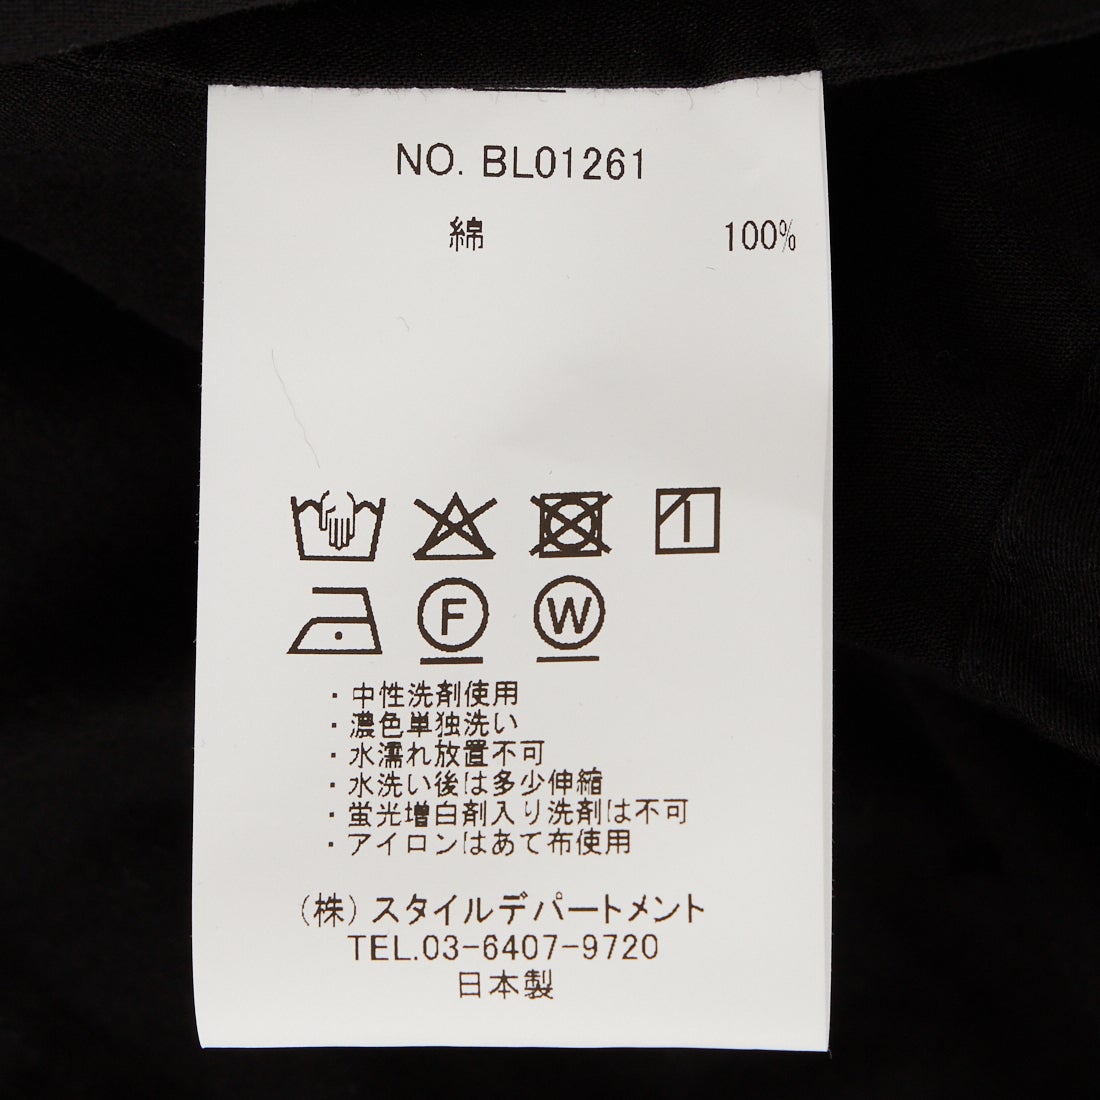 NO. BL01261
綿 100%
F W
・中性洗剤使用
・濃色単独洗い
・水濡れ放置不可
・水洗い後は多少伸縮
・蛍光増白剤入り洗剤は不可
・アイロンはあて布使用
(株)スタイルデパートメント
TEL.03-6407-9720
日本製